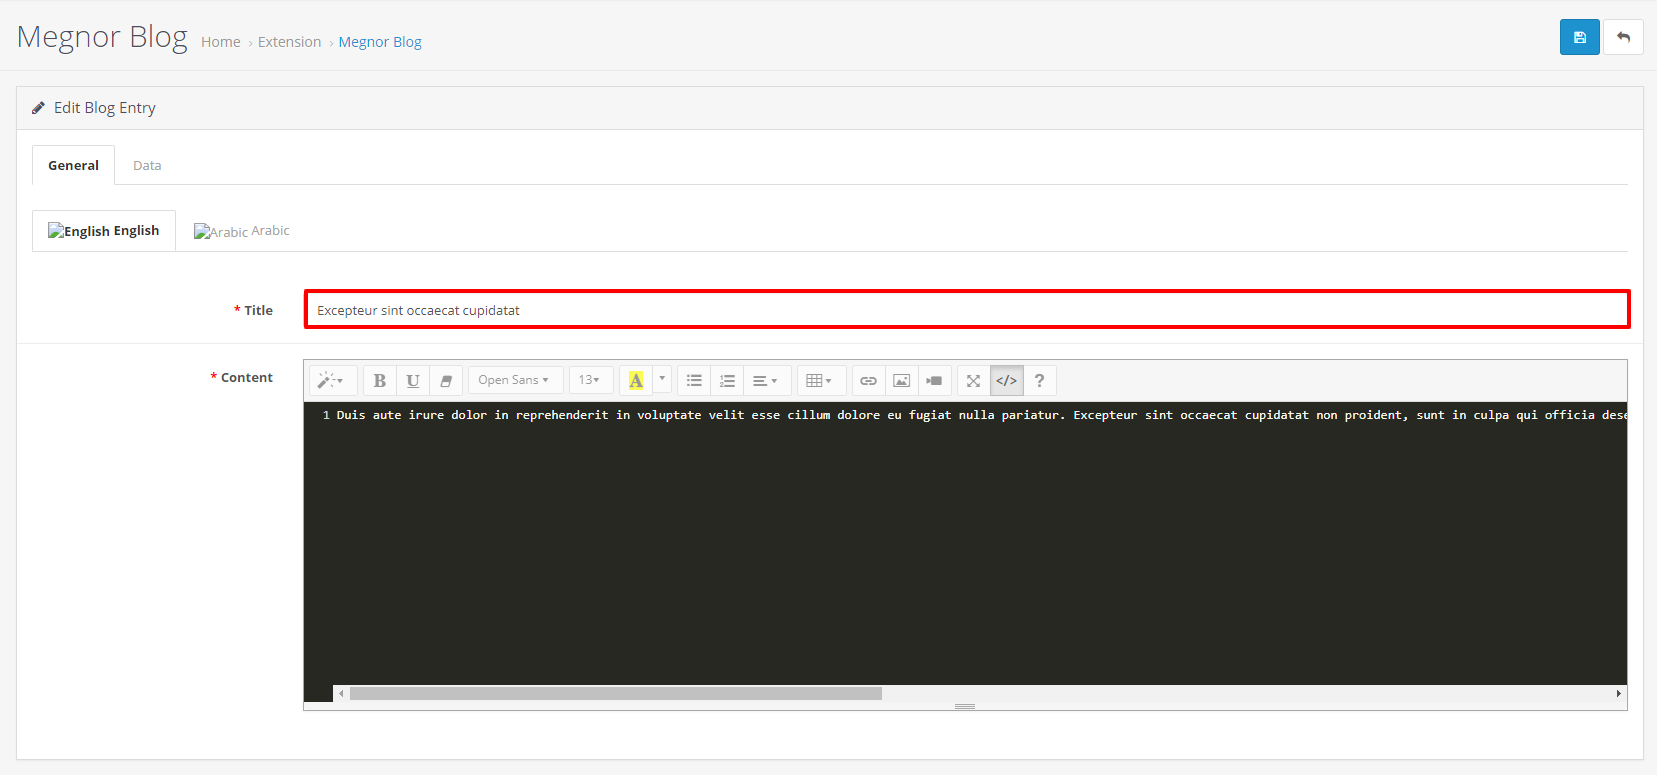 Megnor Blog Home › Extension › Megnor Blog
Edit Blog Entry
General Data
English English Arabic Arabic
* Title Excepteur sint occaecat cupidatat
* Content
B U Open Sans 13 A </> ?
1 Duis aute irure dolor in reprehenderit in voluptate velit esse cillum dolore eu fugiat nulla pariatur. Excepteur sint occaecat cupidatat non proident, sunt in culpa qui officia dese